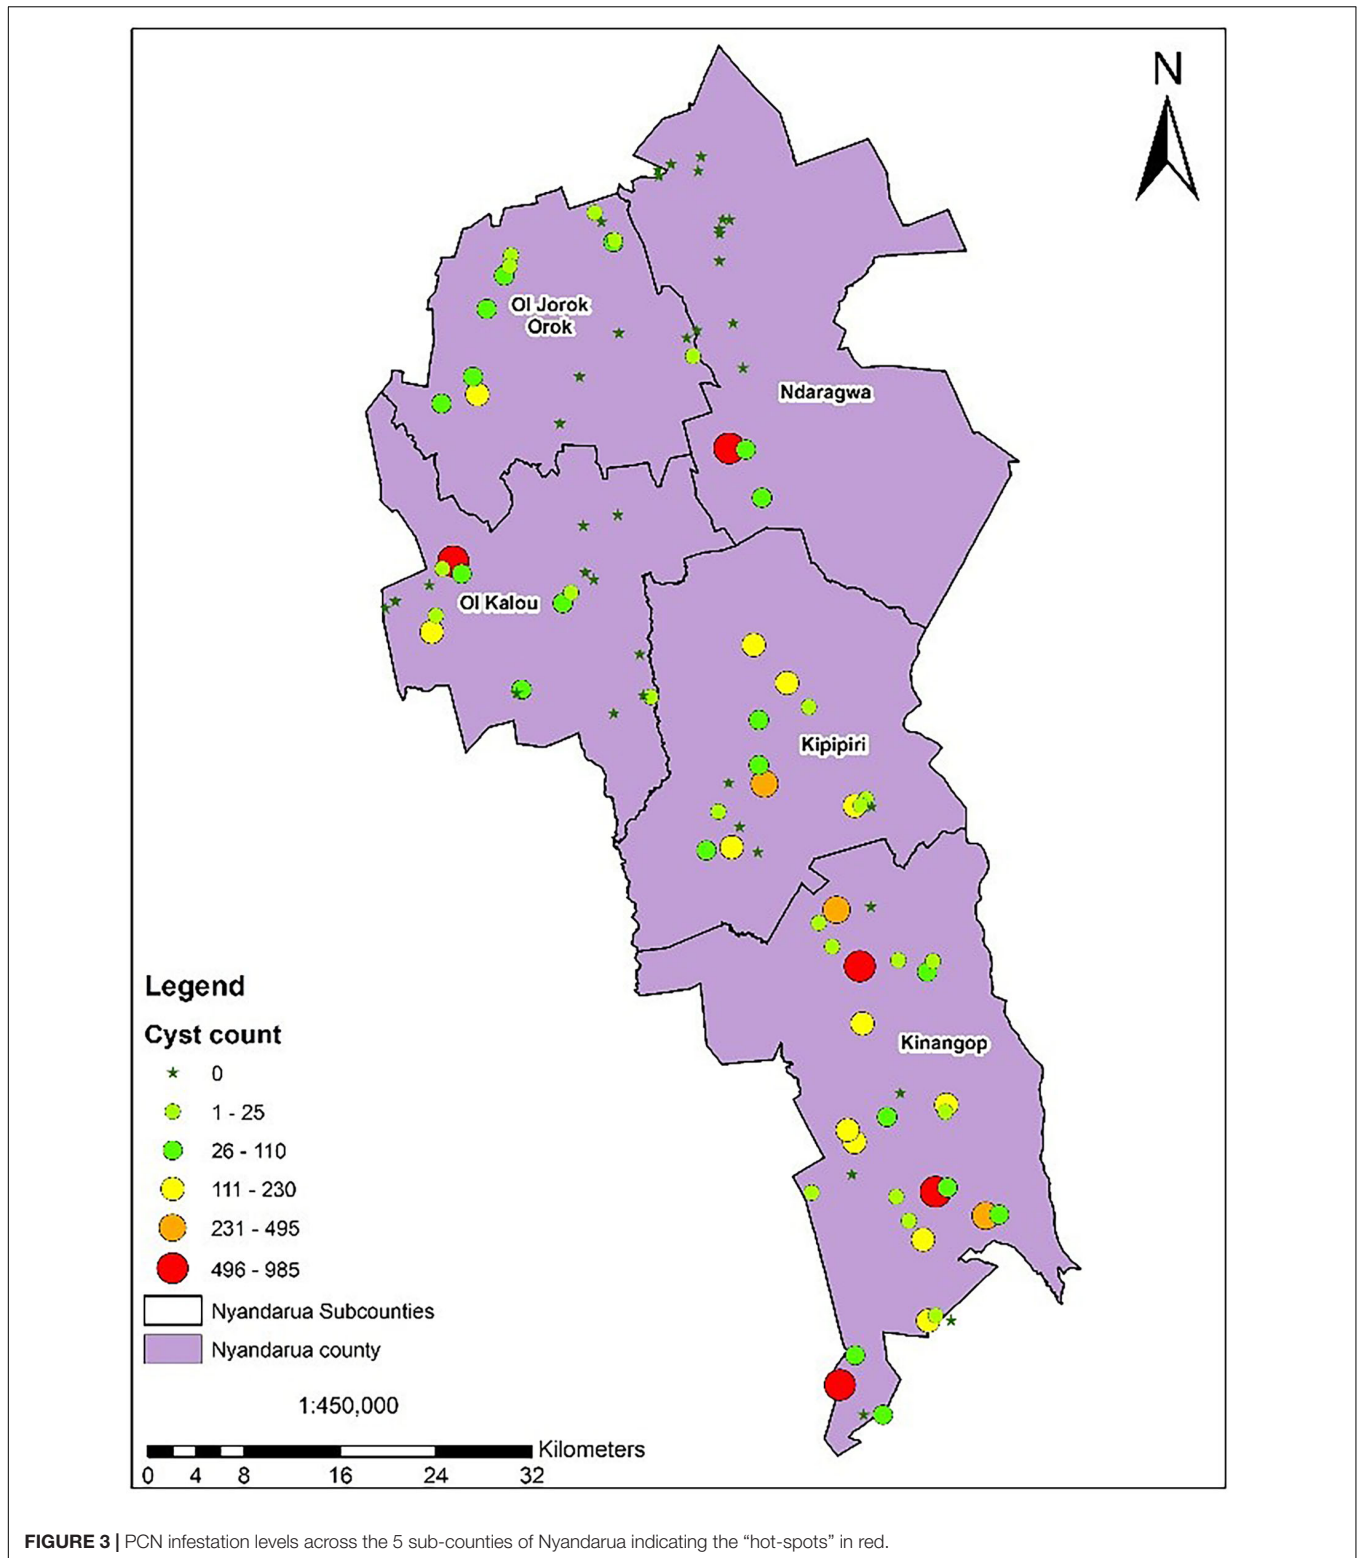 N
Ol Jorok
Orok
Ndaragwa
Ol Kalou
Kipipiri
Kinangop
Legend
Cyst count
0
1 - 25
26 - 110
111 - 230
231 - 495
496 - 985
Nyandarua Subcounties
Nyandarua county
1:450,000
Kilometers
0 4 8 16 24 32
FIGURE 3 | PCN infestation levels across the 5 sub-counties of Nyandarua indicating the “hot-spots” in red.